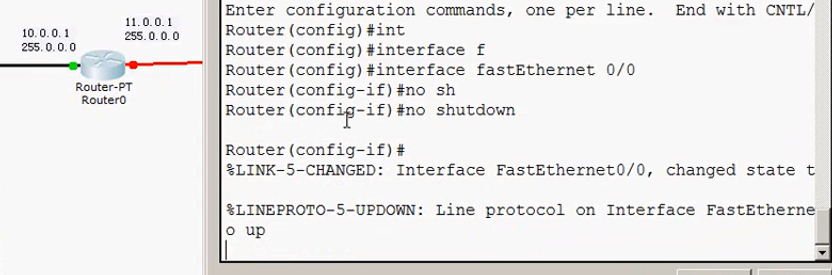 10.0.0.1
255.0.0.0
11.0.0.1
255.0.0.0
Router-PT
Router0
Enter configuration commands, one per line.  End with CNTL/
Router(config)#int
Router(config)#interface f
Router(config)#interface fastEthernet 0/0
Router(config-if)#no sh
Router(config-if)#no shutdown
Router(config-if)#
%LINK-5-CHANGED: Interface FastEthernet0/0, changed state t
%LINEPROTO-5-UPDOWN: Line protocol on Interface FastEtherne
o up